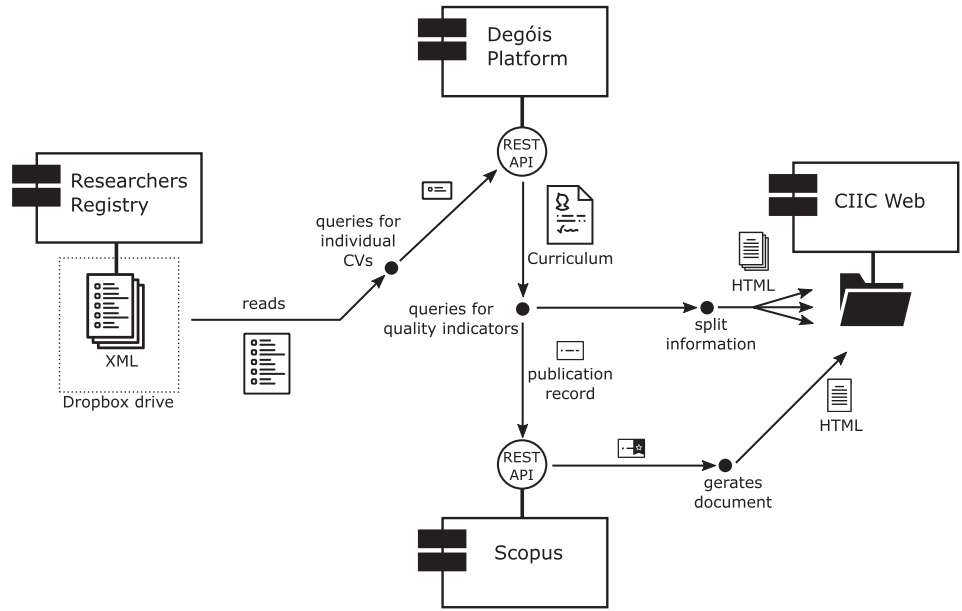 Degóis
Platform
REST
API
Researchers
Registry
CIIC Web
queries for
individual
CVs
Curriculum
HTML
reads
queries for
quality indicators
split
information
XML
Dropbox drive
publication
record
HTML
REST
API
gerates
document
Scopus